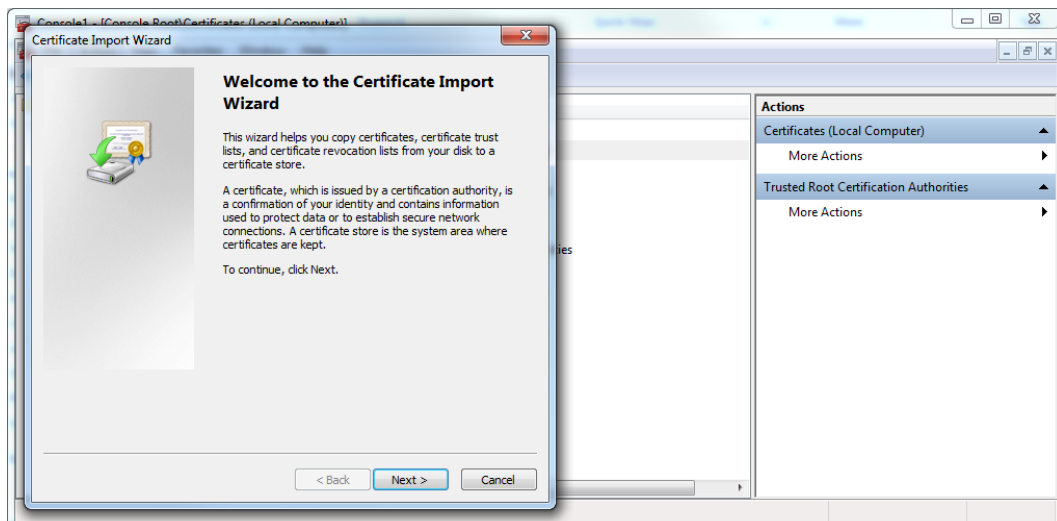 Console1 - [Console Root\Certificates (Local Computer)]
Certificate Import Wizard
Window Help
Welcome to the Certificate Import
Wizard
This wizard helps you copy certificates, certificate trust
lists, and certificate revocation lists from your disk to a
certificate store.
A certificate, which is issued by a certification authority, is
a confirmation of your identity and contains information
used to protect data or to establish secure network
connections. A certificate store is the system area where
certificates are kept.
To continue, click Next.
< Back
Next >
Cancel
ies
Actions
Certificates (Local Computer)
More Actions
Trusted Root Certification Authorities
More Actions